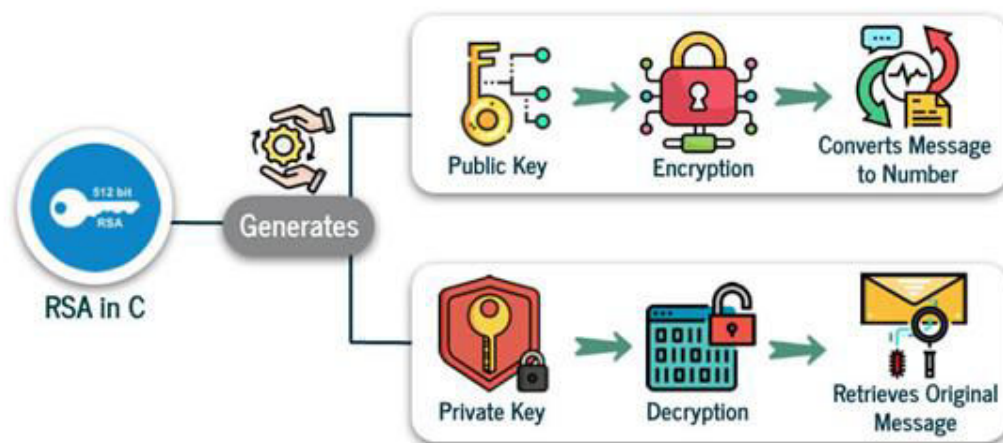 512 bit
RSA
RSA in C
Generates
Public Key
Encryption
Converts Message
to Number
Private Key
Decryption
Retrieves Original
Message